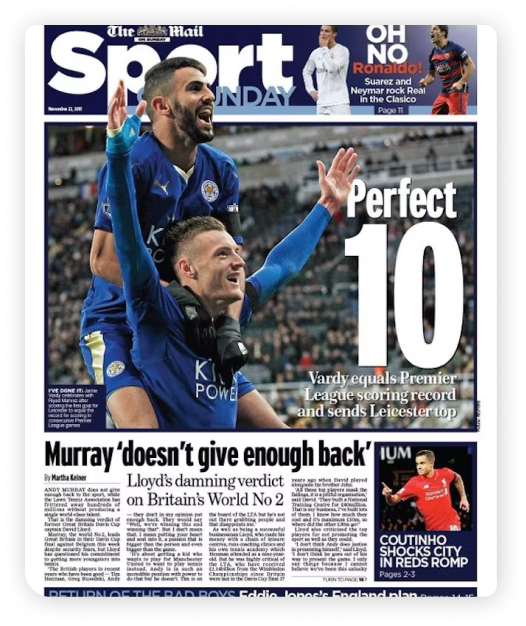 The Mail
ON SUNDAY
Sport
ON SUNDAY
November 22, 2015
OH
NO
Ronaldo!
Suarez and
Neymar rock Real
in the Clasico
Page 11
Perfect
10
Vardy equals Premier
League scoring record
and sends Leicester top
KING
POWER
I'VE DONE IT: Jamie
Vardy celebrates with
Riyad Mahrez after
scoring the first goal for
Leicester to equal the
record for scoring in
consecutive Premier
League games
Murray 'doesn't give enough back'
By Martha Kelner
Lloyd's damning verdict
on Britain's World No 2
ANDY MURRAY does not give
enough back to the sport, while
the Lawn Tennis Association has
frittered away hundreds of
millions without producing a
single world class talent.
That is the damning verdict of
former Great Britain Davis Cup
captain David Lloyd.
Murray, the world No 2, leads
Great Britain in their Davis Cup
final against Belgium this week
despite security fears, but Lloyd
has questioned his commitment
to getting more youngsters into
tennis.
'The British players in recent
years who have been good — Tim
Henman, Greg Rusedski, Andy
— they don't in my opinion put
enough back. They would say
"Well, we're winning this and
winning that". But I don't mean
that. I mean putting your heart
and soul into it, a passion that is
bigger than the event and even
bigger than the person.
'It's about getting a kid who
wants to play for Manchester
United to want to play tennis
instead. Andy is in such an
incredible position with power to
do that but he doesn't. This is on
the board of the LTA but he's not
out there grabbing people and
that disappoints me.'
As well as being a successful
businessman Lloyd, who made his
money with a chain of leisure
centres, runs coaching clinics and
his own tennis academy which
Henman attended as a nine-year-
old. He was highly critical of
the LTA, who have received
from the Wimbledon
Championships since Britain
were last in the Davis Cup final 37
years ago when David played
alongside his brother John.
'All those top players mask the
failings, it is a pitiful organisation,'
said David. 'They built a National
Training Centre for
That is my business, I've built lots
of them. I know how much they
cost and it's maximum £10m, so
where did the other £30m go?'
Lloyd also criticised the top
players for not promoting the
sport as well as they could.
'I don't think Andy does justice
in presenting himself,' said Lloyd.
'I don't think he goes out of his
way to present the game. I only
say these things because I cannot
believe we've been this unlucky
TURN TO PAGE
COUTINHO
SHOCKS CITY
IN REDS ROMP
Pages 2-3
RETURN OF THE BAD BOYS Eddie Jones's England plan